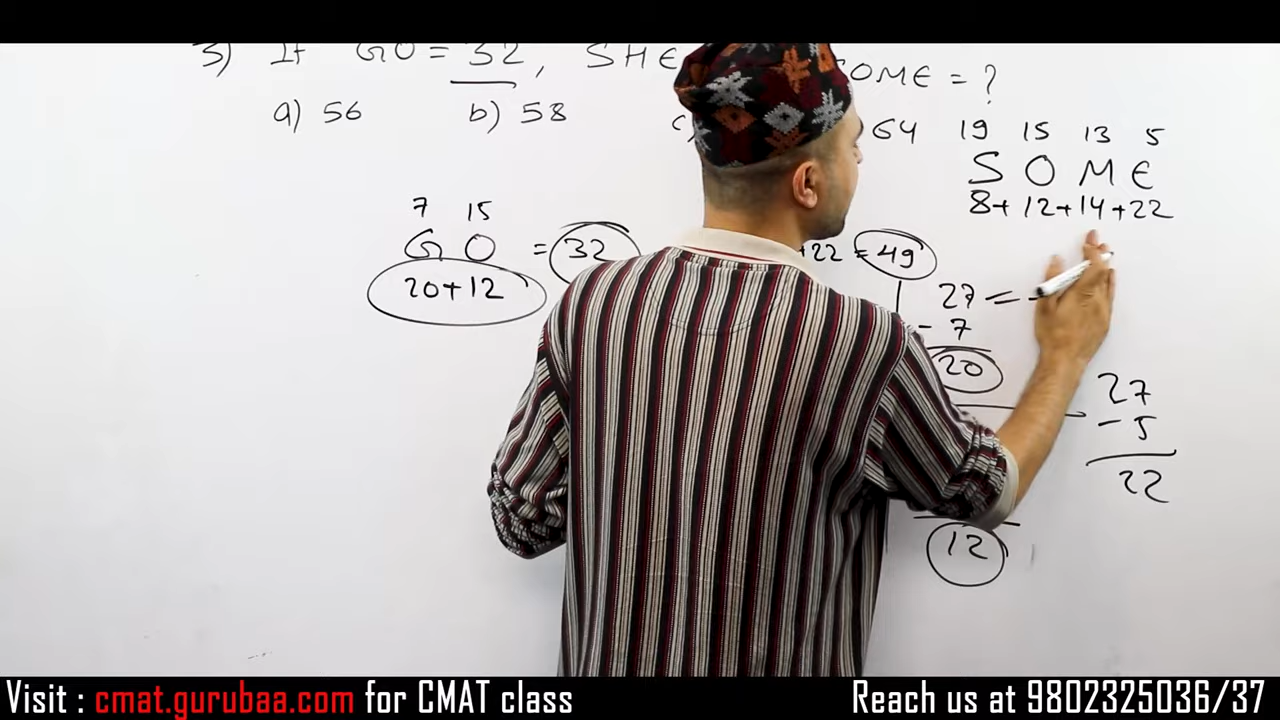 3) If GO = 32, SHE OME = ?
a) 56 b) 58 c) 64
19 15 13 5
S O M E
8+ 12+ 14+ 22
7 15
G O = 32 +22 = 49
20+12
27 =
- 7
20
27
- 5
22
12
Visit : cmat.gurubaa.com for CMAT class Reach us at 9802325036/37